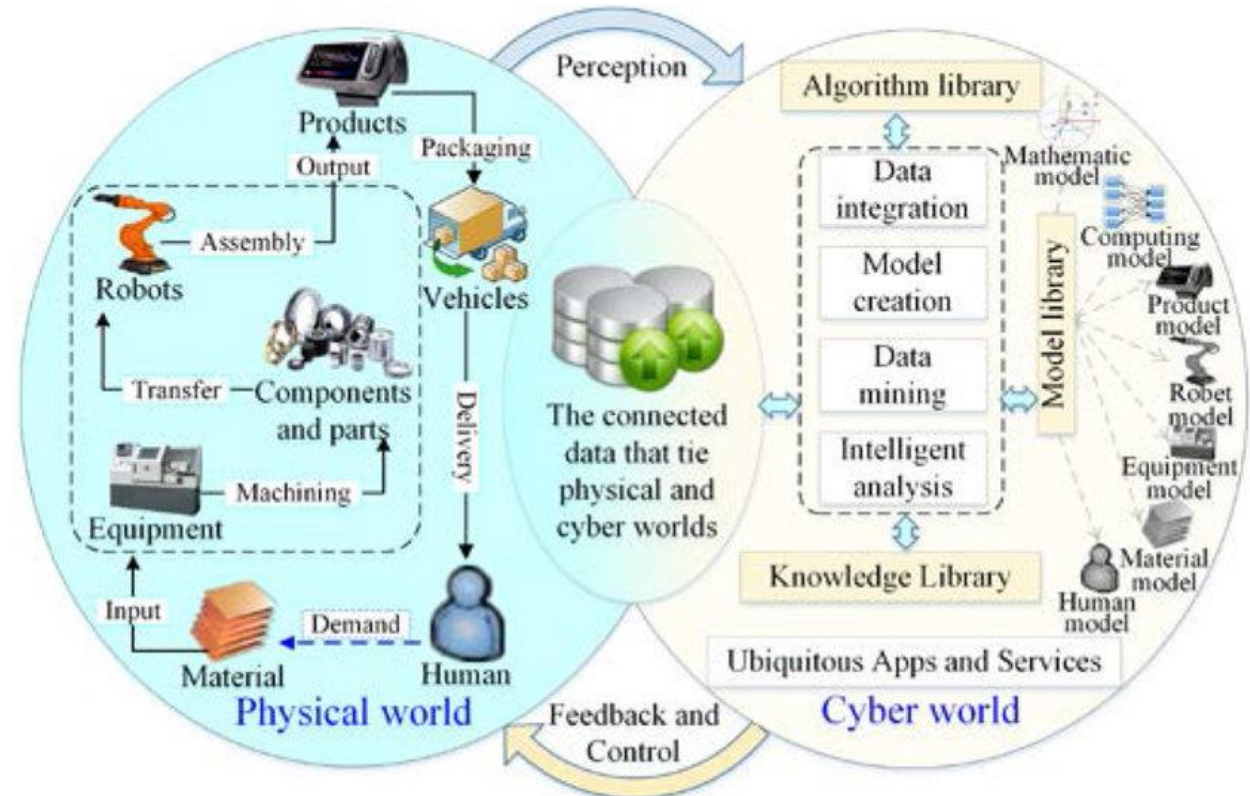 Perception
Products
Packaging
Output
Assembly
Robots
Vehicles
Components
and parts
Transfer
Delivery
Machining
Equipment
Input
Demand
Material
Human
Physical world
The connected
data that tie
physical and
cyber worlds
Algorithm library
Data
integration
Model
creation
Data
mining
Intelligent
analysis
Knowledge Library
Model library
Mathematic
model
Computing
model
Product
model
Robet
model
Equipment
model
Material
model
Human
model
Ubiquitous Apps and Services
Cyber world
Feedback and
Control